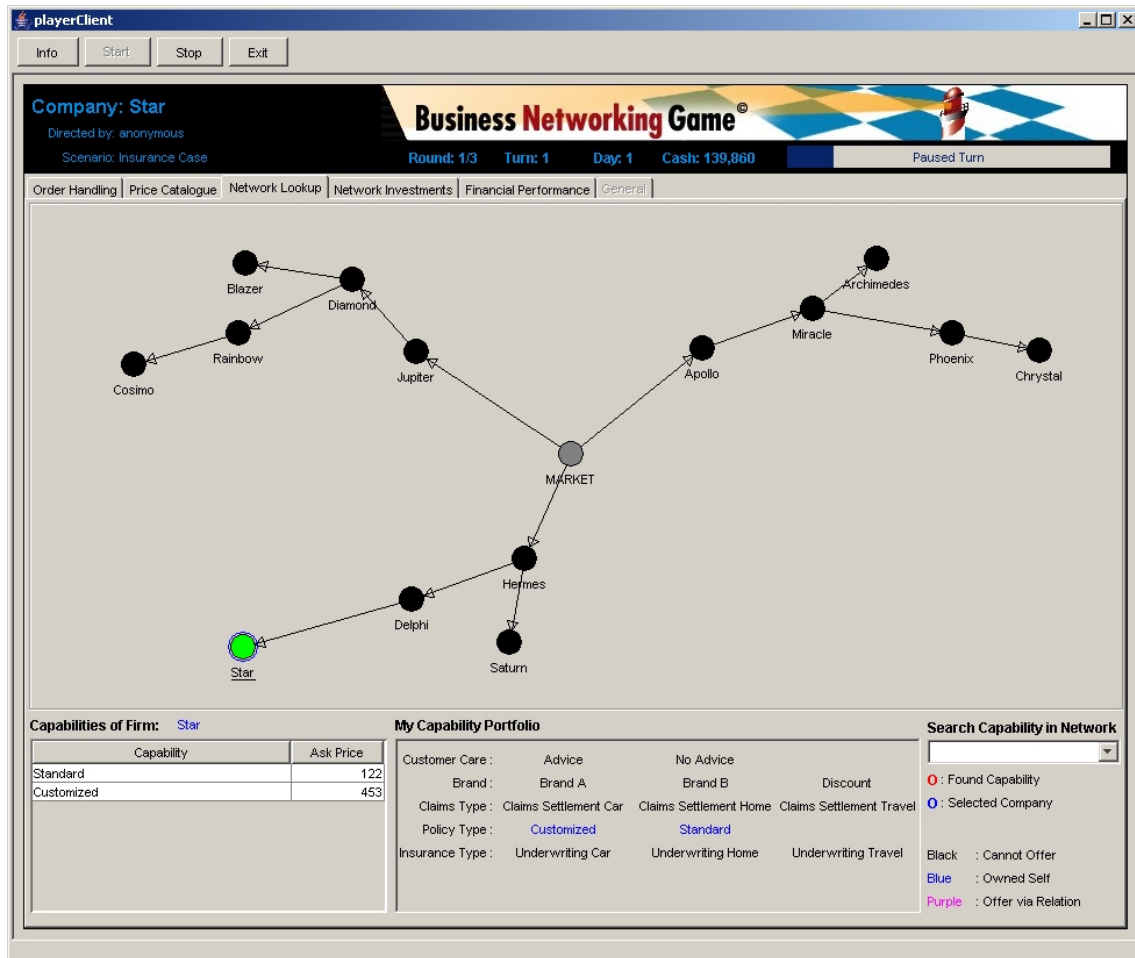 playerClient
Info Start Stop Exit
Company: Star
Directed by: anonymous
Scenario: Insurance Case
Business Networking Game©
Round: 1/3 Turn: 1 Day: 1 Cash: 139,860 Paused Turn
Order Handling Price Catalogue Network Lookup Network Investments Financial Performance General
Blazer
Diamond
Rainbow
Cosimo
Jupiter
Archimedes
Miracle
Phoenix
Chrystal
Apollo
MARKET
Hermes
Delphi
Star
Saturn
Capabilities of Firm: Star
Capability Ask Price
Standard 122
Customized 453
My Capability Portfolio
Customer Care : Advice No Advice
Brand : Brand A Brand B Discount
Claims Type : Claims Settlement Car Claims Settlement Home Claims Settlement Travel
Policy Type : Customized Standard
Insurance Type : Underwriting Car Underwriting Home Underwriting Travel
Search Capability in Network
O : Found Capability
O : Selected Company
Black : Cannot Offer
Blue : Owned Self
Purple : Offer via Relation